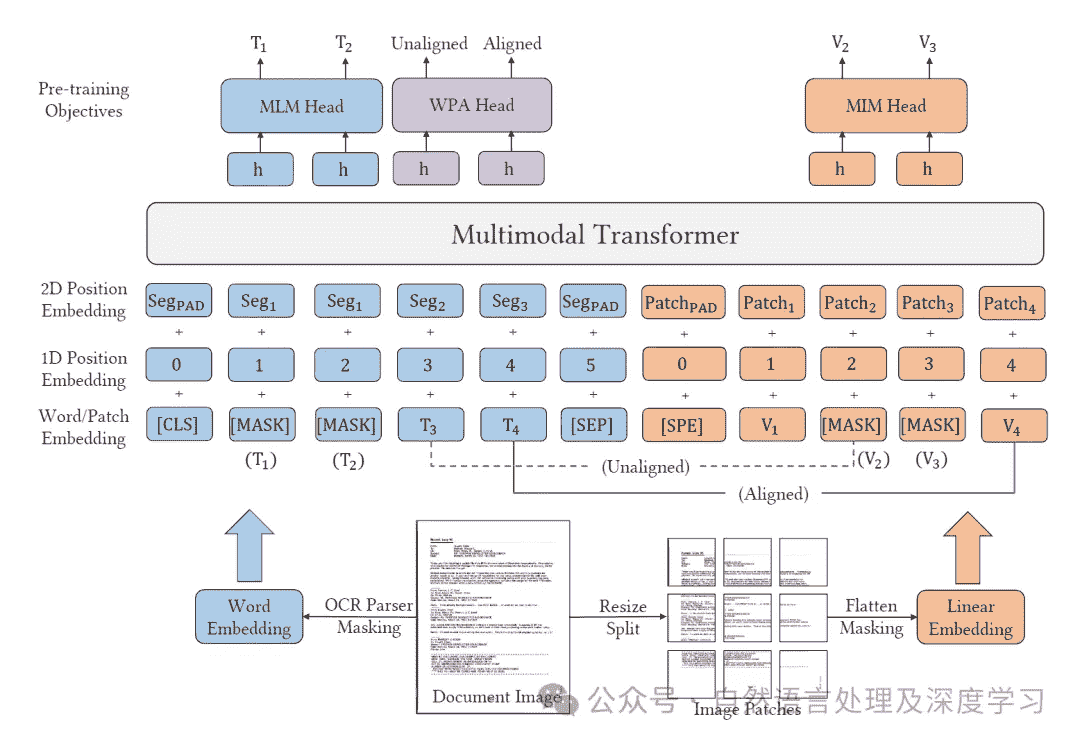 T₁ T₂ Unaligned Aligned V₂ V₃
Pre-training
Objectives
MLM Head WPA Head MIM Head
h h h h h h
Multimodal Transformer
2D Position
Embedding
Seg_PAD Seg₁ Seg₁ Seg₂ Seg₃ Seg_PAD Patch_PAD Patch₁ Patch₂ Patch₃ Patch₄
+ + + + + + + + + + +
1D Position
Embedding
0 1 2 3 4 5 0 1 2 3 4
+ + + + + + + + + + +
Word/Patch
Embedding
[CLS] [MASK] [MASK] T₃ T₄ [SEP] [SPE] V₁ [MASK] [MASK] V₄
(T₁) (T₂) (Unaligned) (V₂) (V₃)
(Aligned)
Word
Embedding
OCR Parser
Masking
Resize
Split
Flatten
Masking
Linear
Embedding
Document Image
Image Patches
公众号 · 自然语言处理及深度学习